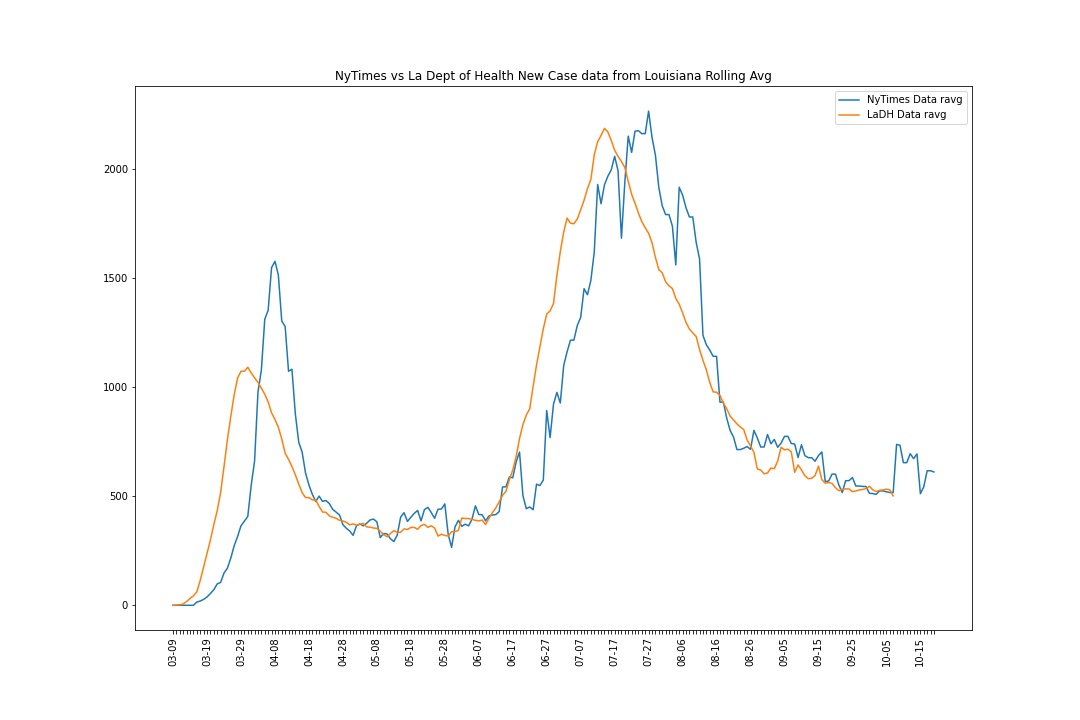 NyTimes vs La Dept of Health New Case data from Louisiana Rolling Avg
NyTimes Data ravg
LaDH Data ravg
2000
1500
1000
500
0
03-09 03-19 03-29 04-08 04-18 04-28 05-08 05-18 05-28 06-07 06-17 06-27 07-07 07-17 07-27 08-06 08-16 08-26 09-05 09-15 09-25 10-05 10-15